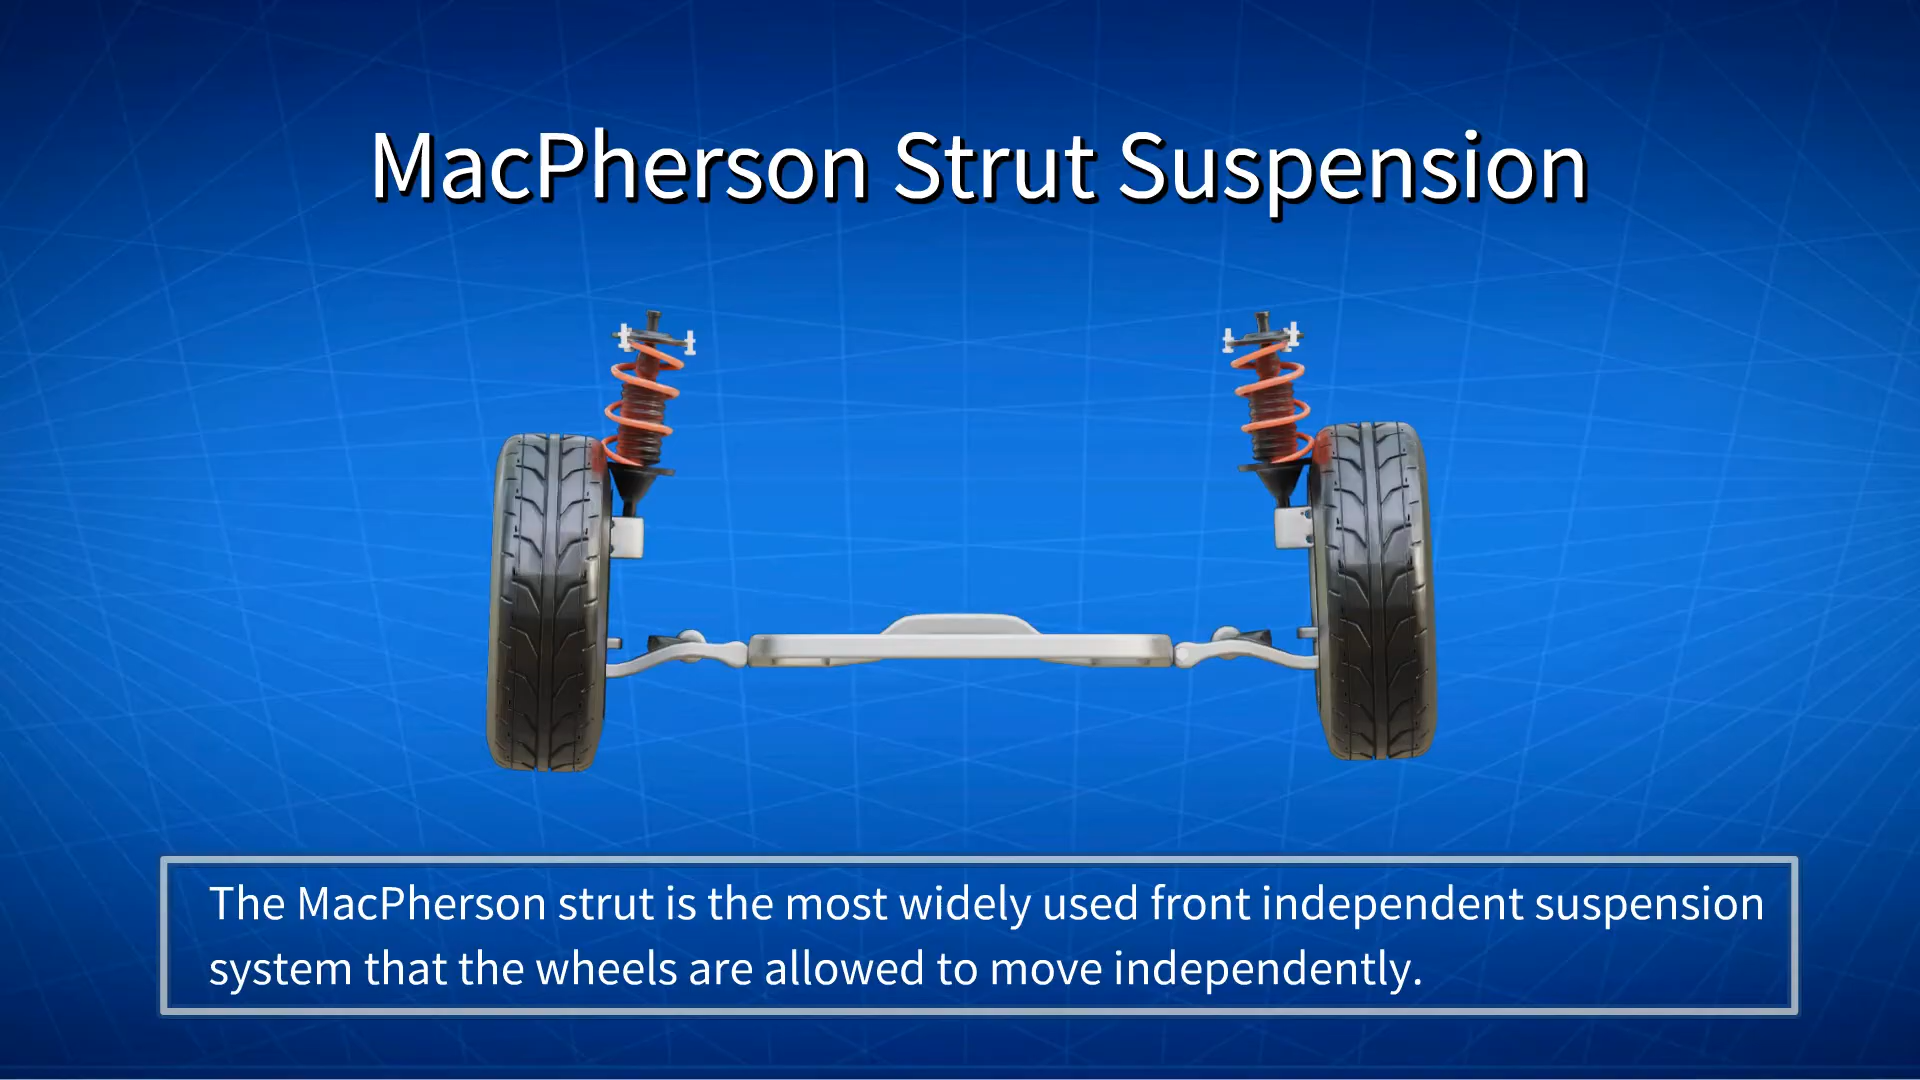 MacPherson Strut Suspension
The MacPherson strut is the most widely used front independent suspension
system that the wheels are allowed to move independently.